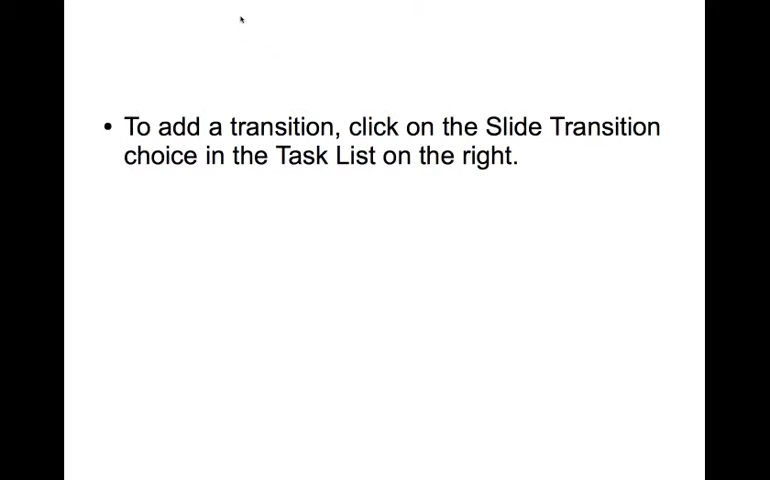 • To add a transition, click on the Slide Transition
choice in the Task List on the right.